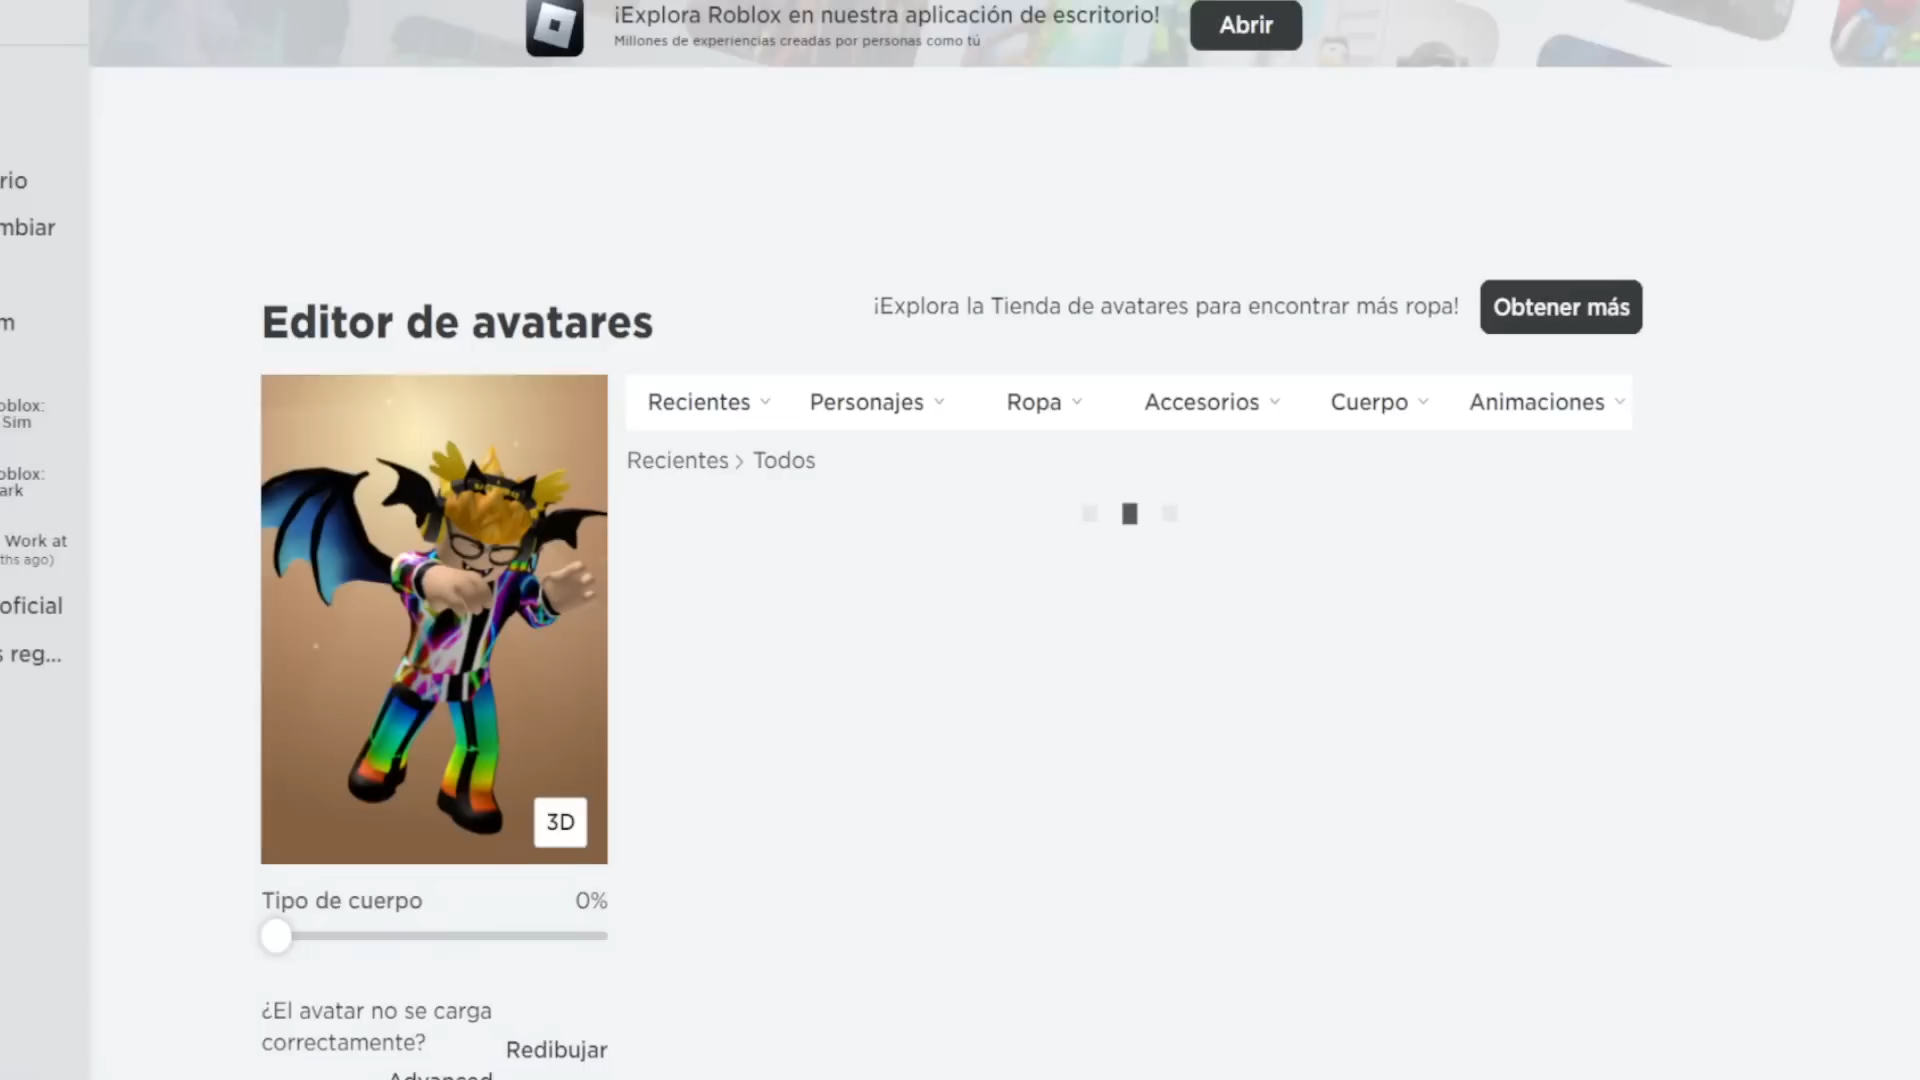 ¡Explora Roblox en nuestra aplicación de escritorio!
Millones de experiencias creadas por personas como tú
Abrir
rio
mbiar
m
oblox:
Sim
oblox:
ark
Work at
ths ago)
oficial
s reg...
Editor de avatares
¡Explora la Tienda de avatares para encontrar más ropa!
Obtener más
Recientes
Personajes
Ropa
Accesorios
Cuerpo
Animaciones
Recientes > Todos
3D
Tipo de cuerpo
0%
¿El avatar no se carga
correctamente?
Redibujar
Advanced